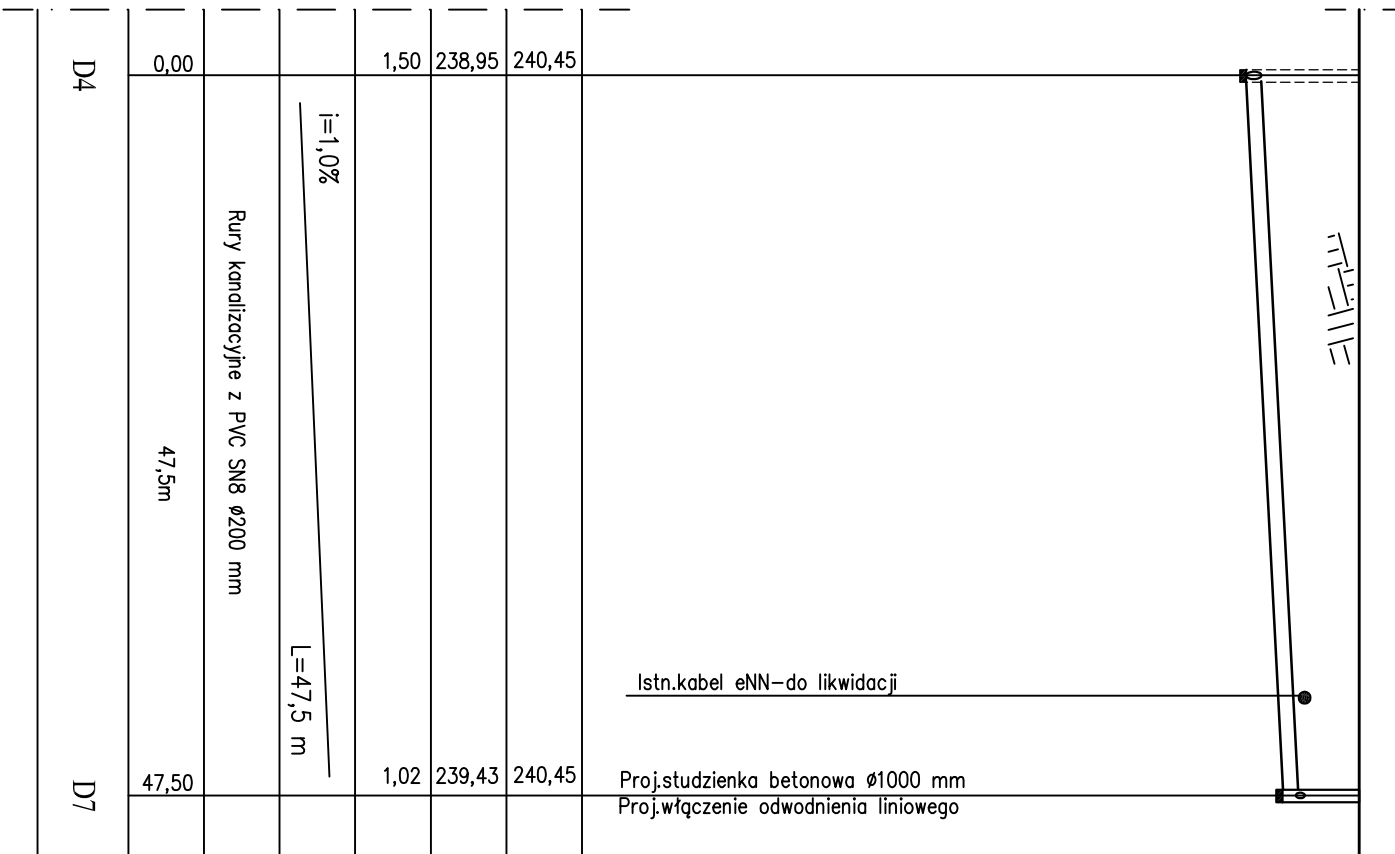 D4
0,00
1,50
238,95
240,45
i=1,0%
Rury kanalizacyjne z PVC SN8 ø200 mm
47,5m
L=47,5 m
Istn.kabel eNN-do likwidacji
D7
47,50
1,02
239,43
240,45
Proj.studzienka betonowa ø1000 mm
Proj.włączenie odwodnienia liniowego